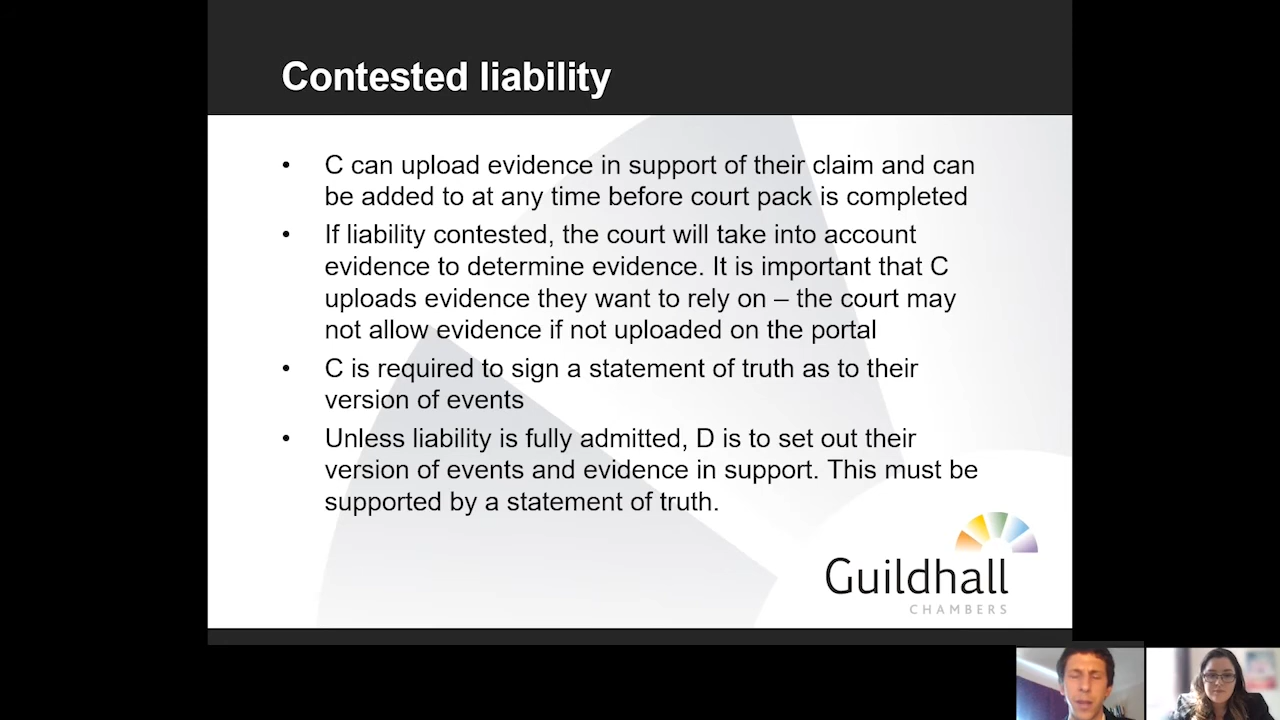 Contested liability
• C can upload evidence in support of their claim and can
be added to at any time before court pack is completed
• If liability contested, the court will take into account
evidence to determine evidence. It is important that C
uploads evidence they want to rely on – the court may
not allow evidence if not uploaded on the portal
• C is required to sign a statement of truth as to their
version of events
• Unless liability is fully admitted, D is to set out their
version of events and evidence in support. This must be
supported by a statement of truth.
Guildhall
CHAMBERS